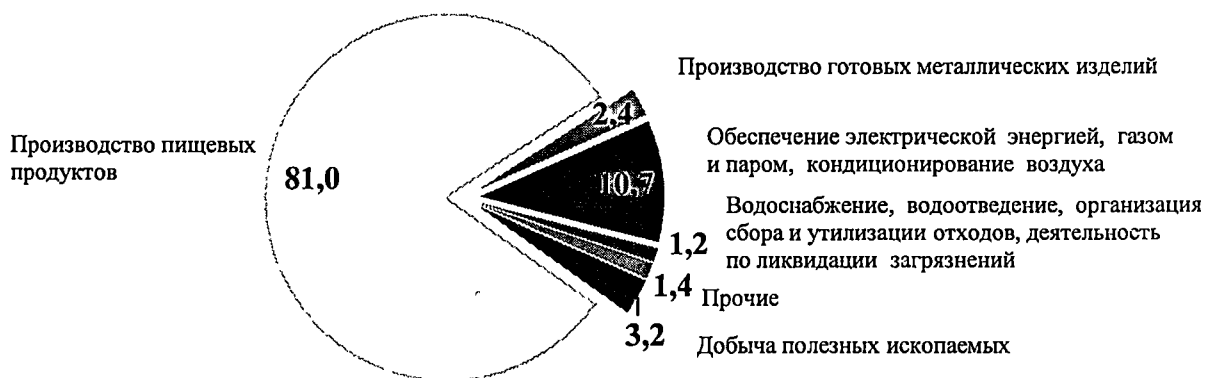 Производство готовых металлических изделий
2,4
Производство пищевых
продуктов
81,0
Обеспечение электрической энергией, газом
и паром, кондиционирование воздуха
10,7
Водоснабжение, водоотведение, организация
сбора и утилизации отходов, деятельность
по ликвидации загрязнений
1,2
1,4
Прочие
3,2
Добыча полезных ископаемых